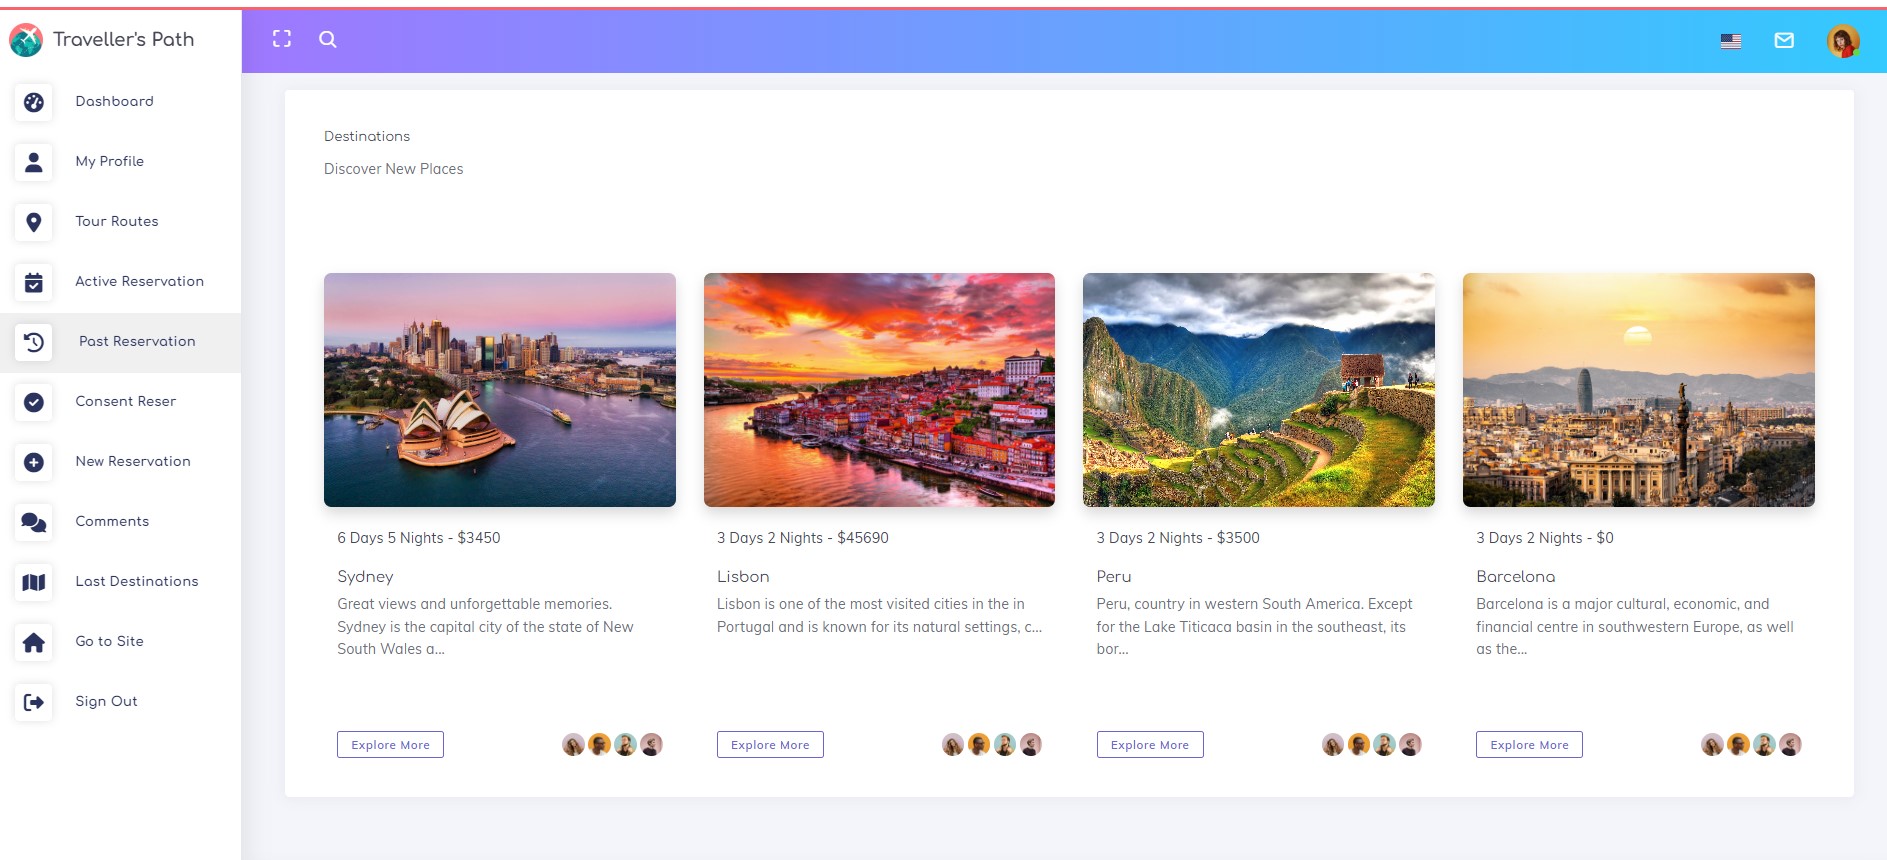 Traveller's Path
Dashboard
My Profile
Tour Routes
Active Reservation
Past Reservation
Consent Reser
New Reservation
Comments
Last Destinations
Go to Site
Sign Out
Destinations
Discover New Places
6 Days 5 Nights - $3450
Sydney
Great views and unforgettable memories.
Sydney is the capital city of the state of New
South Wales a...
Explore More
3 Days 2 Nights - $45690
Lisbon
Lisbon is one of the most visited cities in the in
Portugal and is known for its natural settings, c...
Explore More
3 Days 2 Nights - $3500
Peru
Peru, country in western South America. Except
for the Lake Titicaca basin in the southeast, its
bor...
Explore More
3 Days 2 Nights - $0
Barcelona
Barcelona is a major cultural, economic, and
financial centre in southwestern Europe, as well
as the...
Explore More